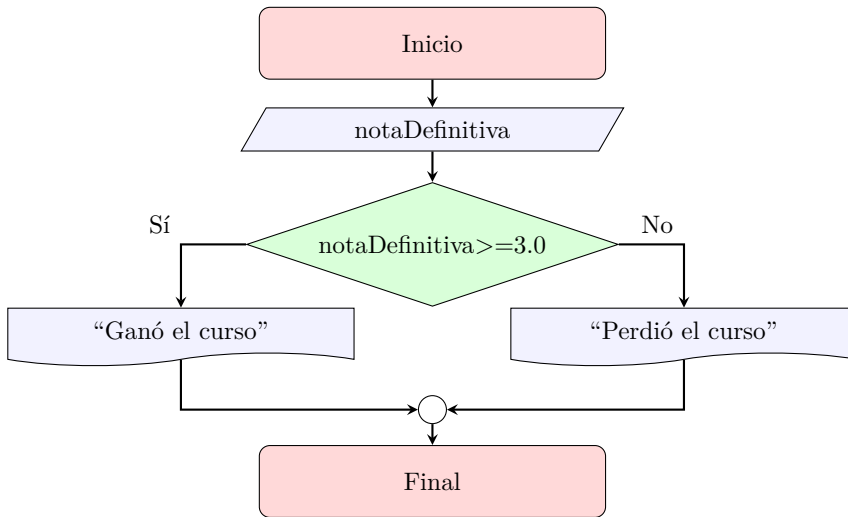 Inicio
notaDefinitiva
Sí
No
notaDefinitiva>=3.0
“Ganó el curso”
“Perdió el curso”
Final